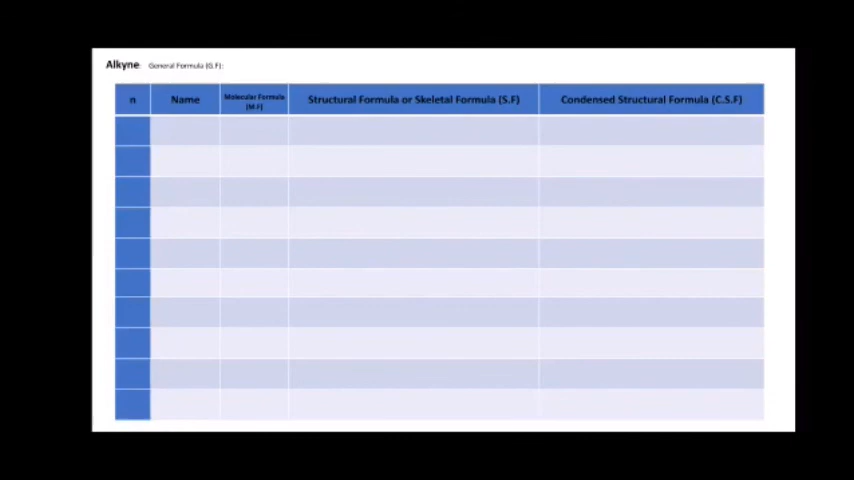 Alkyne: General Formula (G.F):
n Name Molecular Formula (M.F) Structural Formula or Skeletal Formula (S.F) Condensed Structural Formula (C.S.F)